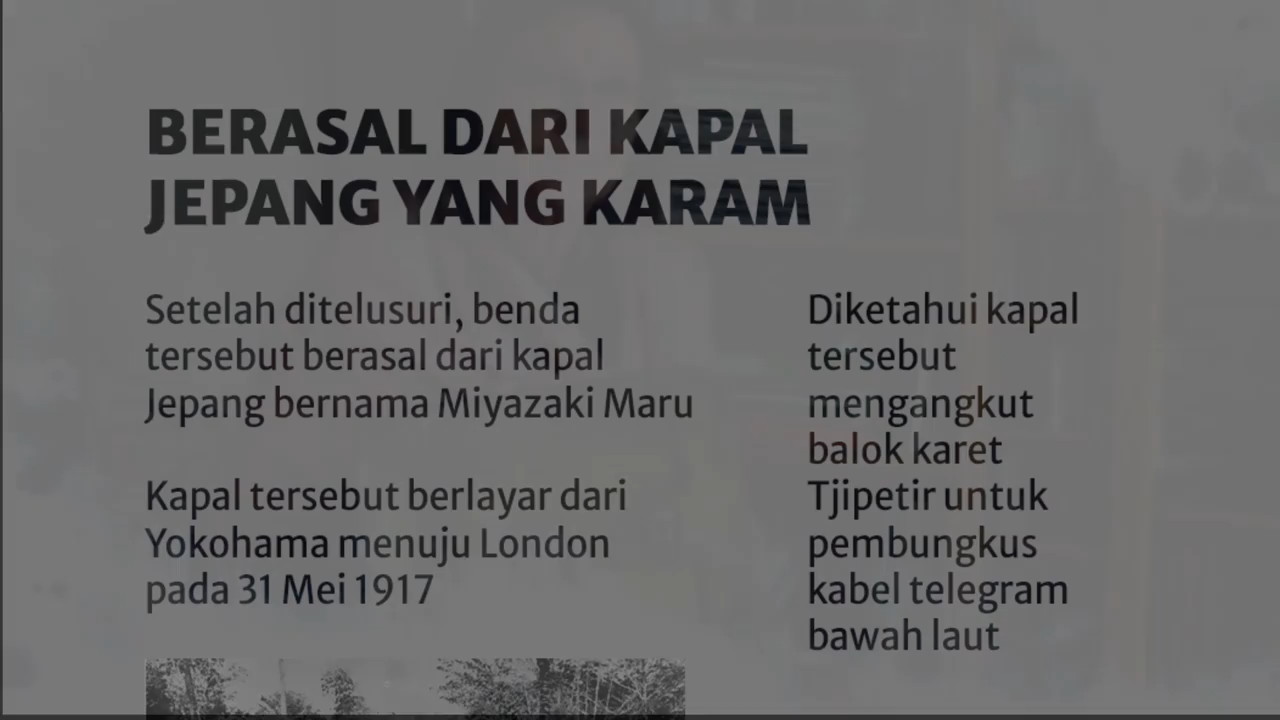 BERASAL DARI KAPAL
JEPANG YANG KARAM
Setelah ditelusuri, benda
tersebut berasal dari kapal
Jepang bernama Miyazaki Maru
Kapal tersebut berlayar dari
Yokohama menuju London
pada 31 Mei 1917
Diketahui kapal
tersebut
mengangkut
balok karet
Tjipetir untuk
pembungkus
kabel telegram
bawah laut